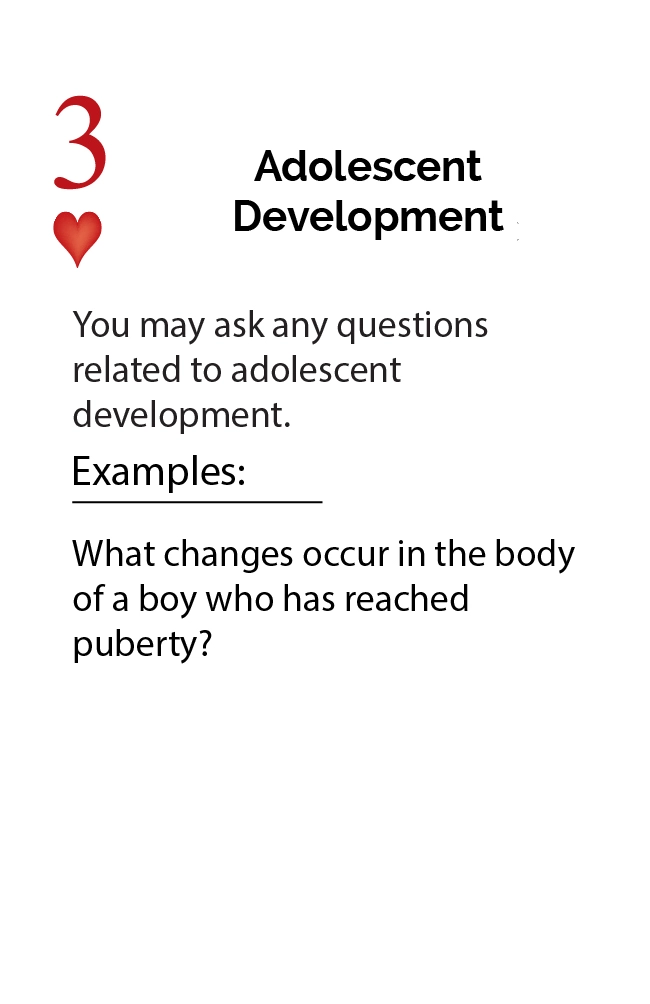 3
Adolescent
Development
You may ask any questions
related to adolescent
development.
Examples:
What changes occur in the body
of a boy who has reached
puberty?